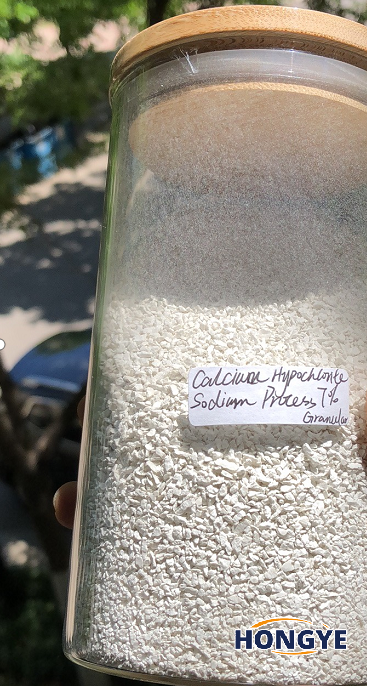 Calcium Hypochlorite
Sodium Process 7%
Granular
HONGYE